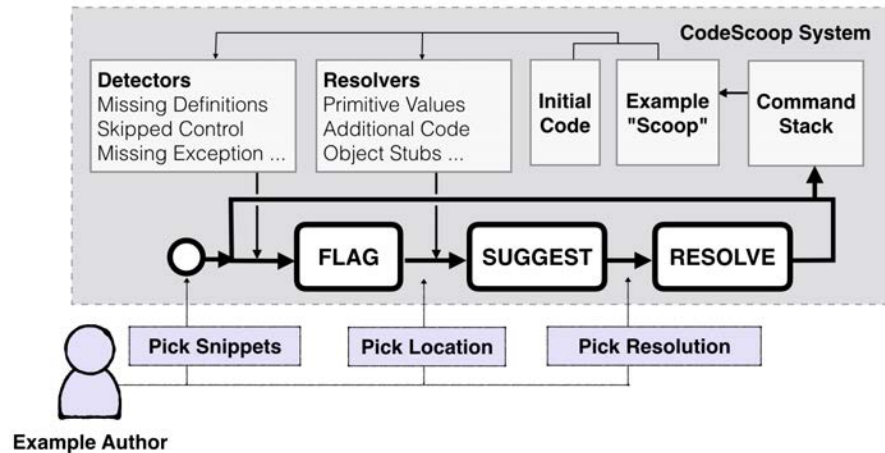 CodeScoop System
Detectors
Missing Definitions
Skipped Control
Missing Exception ...
Resolvers
Primitive Values
Additional Code
Object Stubs ...
Initial
Code
Example
"Scoop"
Command
Stack
FLAG
SUGGEST
RESOLVE
Pick Snippets
Pick Location
Pick Resolution
Example Author